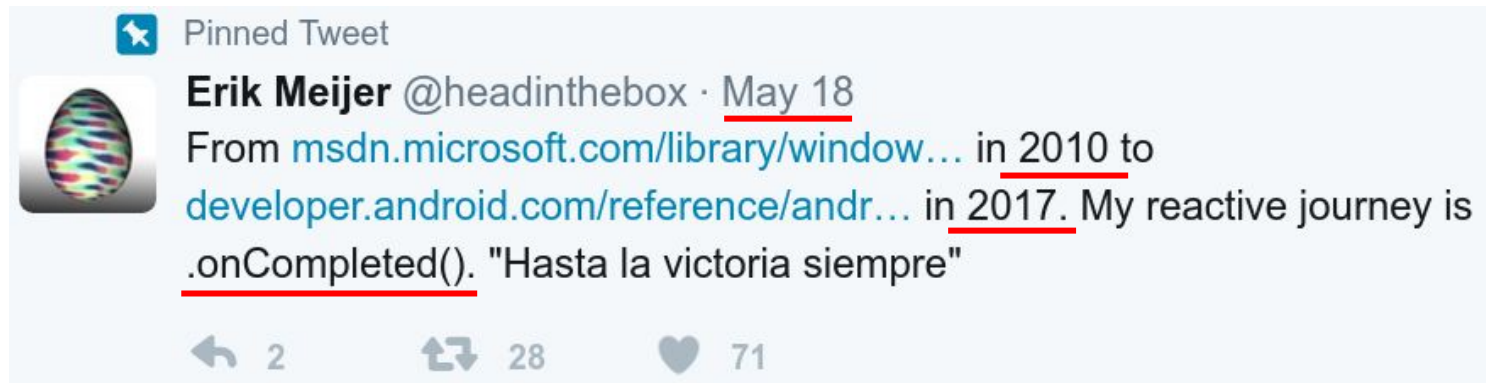 Pinned Tweet
Erik Meijer @headinthebox · May 18
From msdn.microsoft.com/library/window… in 2010 to
developer.android.com/reference/andr… in 2017. My reactive journey is
.onCompleted(). "Hasta la victoria siempre"
2 28 71